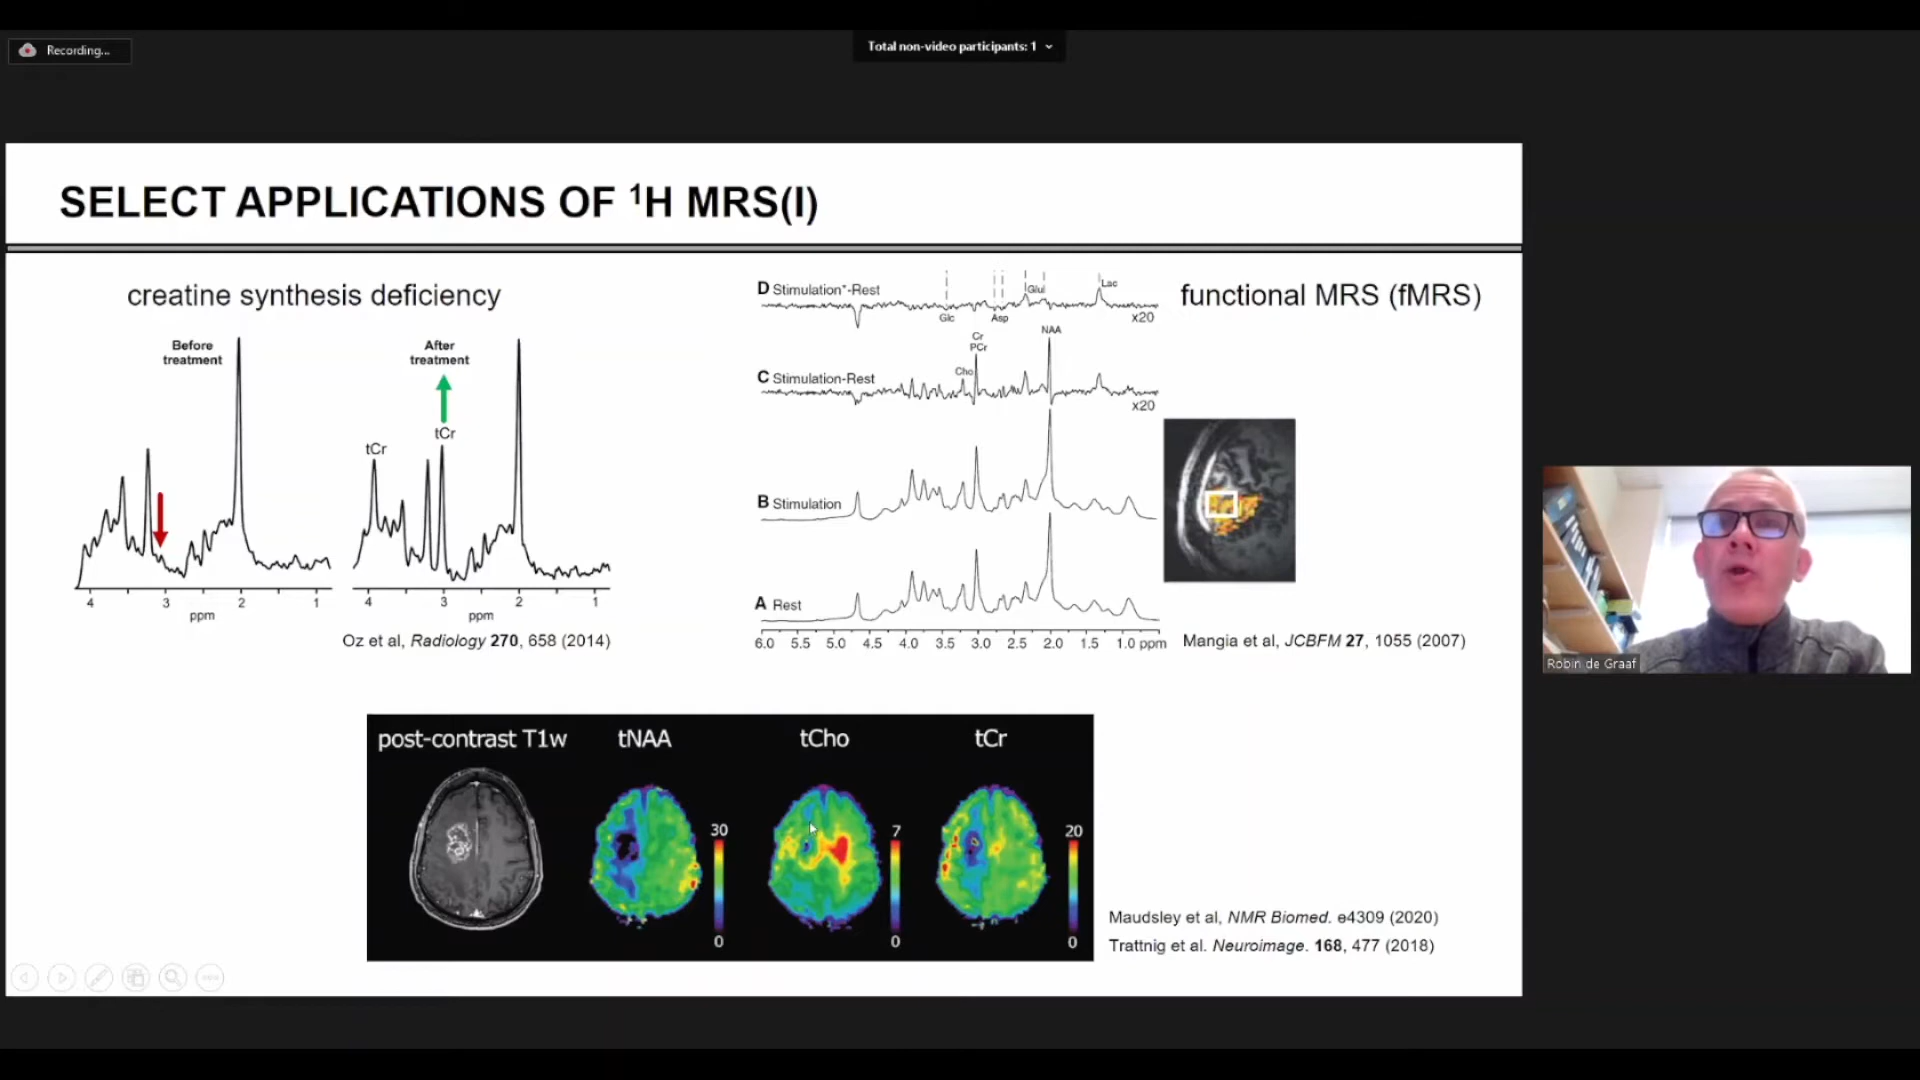 Recording...
Total non-video participants: 1
SELECT APPLICATIONS OF ¹H MRS(I)
creatine synthesis deficiency
Before
treatment
After
treatment
tCr
tCr
4 3 2 1
ppm
4 3 2 1
ppm
Oz et al, Radiology 270, 658 (2014)
functional MRS (fMRS)
D Stimulation*-Rest
Glc
Asp
Glu
Lac
x20
C Stimulation-Rest
Cho
Cr
PCr
NAA
x20
B Stimulation
A Rest
6.0 5.5 5.0 4.5 4.0 3.5 3.0 2.5 2.0 1.5 1.0 ppm
Mangia et al, JCBFM 27, 1055 (2007)
Robin de Graaf
post-contrast T1w tNAA tCho tCr
30 7 20
0 0 0
Maudsley et al, NMR Biomed. e4309 (2020)
Trattnig et al. Neuroimage. 168, 477 (2018)